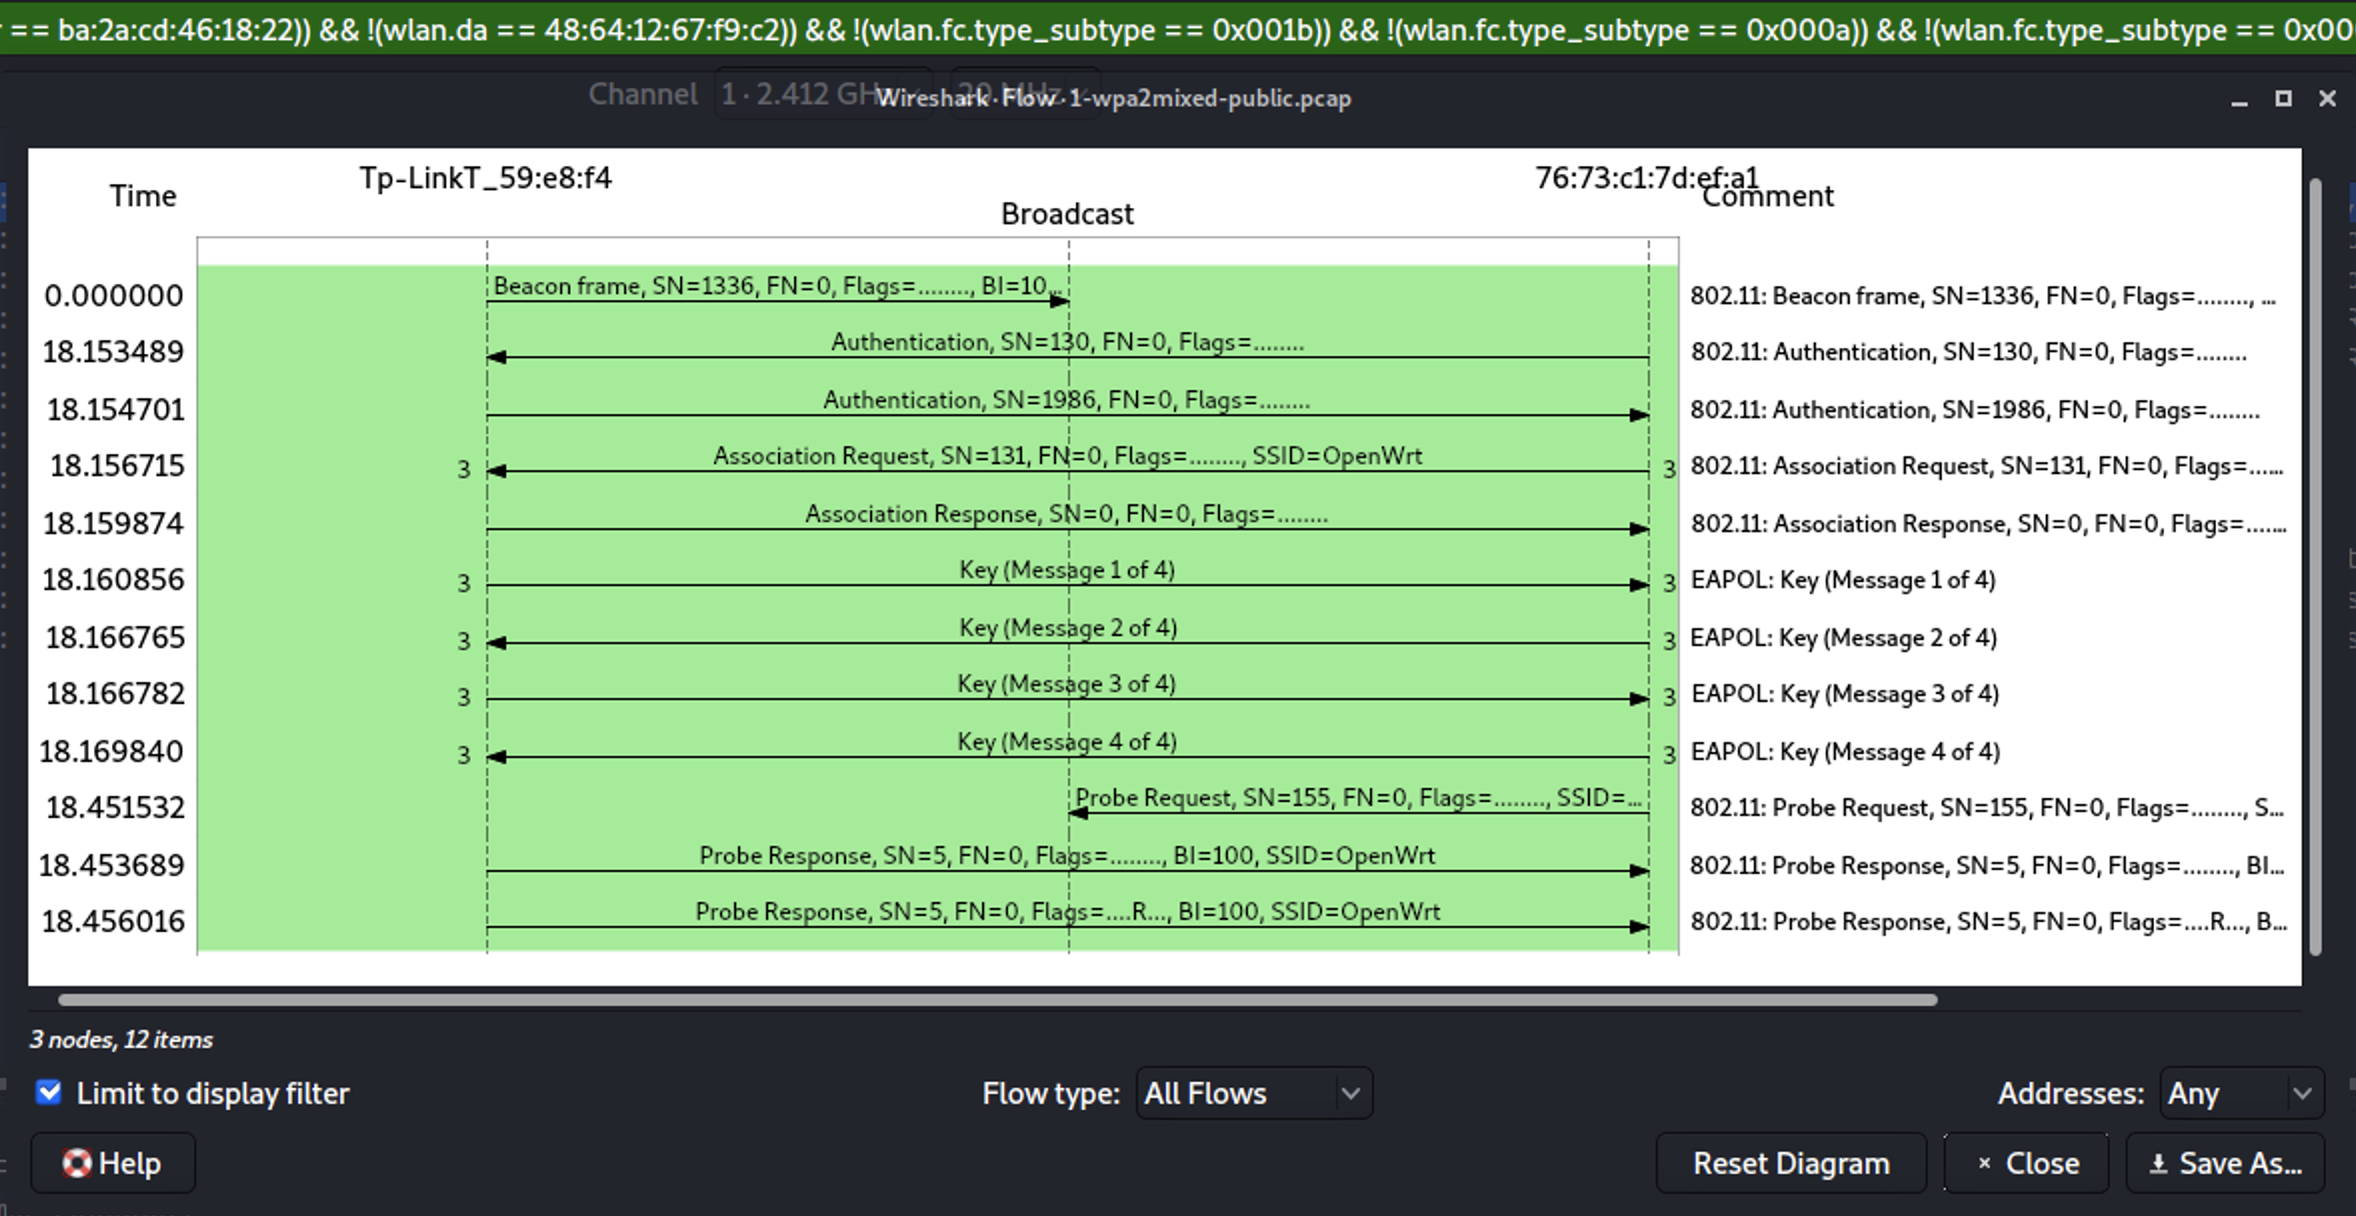 == ba:2a:cd:46:18:22)) && !(wlan.da == 48:64:12:67:f9:c2)) && !(wlan.fc.type_subtype == 0x001b)) && !(wlan.fc.type_subtype == 0x000a)) && !(wlan.fc.type_subtype == 0x00
Channel 1 · 2.412 GH 20 MHz
Wireshark · Flow · 1-wpa2mixed-public.pcap
Time Tp-LinkT_59:e8:f4 Broadcast 76:73:c1:7d:ef:a1 Comment
0.000000 Beacon frame, SN=1336, FN=0, Flags=........, BI=10… 802.11: Beacon frame, SN=1336, FN=0, Flags=........, …
18.153489 Authentication, SN=130, FN=0, Flags=........ 802.11: Authentication, SN=130, FN=0, Flags=........
18.154701 Authentication, SN=1986, FN=0, Flags=........ 802.11: Authentication, SN=1986, FN=0, Flags=........
18.156715 3 Association Request, SN=131, FN=0, Flags=........, SSID=OpenWrt 3 802.11: Association Request, SN=131, FN=0, Flags=...…
18.159874 Association Response, SN=0, FN=0, Flags=........ 802.11: Association Response, SN=0, FN=0, Flags=....…
18.160856 3 Key (Message 1 of 4) 3 EAPOL: Key (Message 1 of 4)
18.166765 3 Key (Message 2 of 4) 3 EAPOL: Key (Message 2 of 4)
18.166782 3 Key (Message 3 of 4) 3 EAPOL: Key (Message 3 of 4)
18.169840 3 Key (Message 4 of 4) 3 EAPOL: Key (Message 4 of 4)
18.451532 Probe Request, SN=155, FN=0, Flags=........, SSID=… 802.11: Probe Request, SN=155, FN=0, Flags=........, S…
18.453689 Probe Response, SN=5, FN=0, Flags=........, BI=100, SSID=OpenWrt 802.11: Probe Response, SN=5, FN=0, Flags=........, BI…
18.456016 Probe Response, SN=5, FN=0, Flags=....R..., BI=100, SSID=OpenWrt 802.11: Probe Response, SN=5, FN=0, Flags=....R..., B…
3 nodes, 12 items
Limit to display filter Flow type: All Flows Addresses: Any
Help Reset Diagram Close Save As…